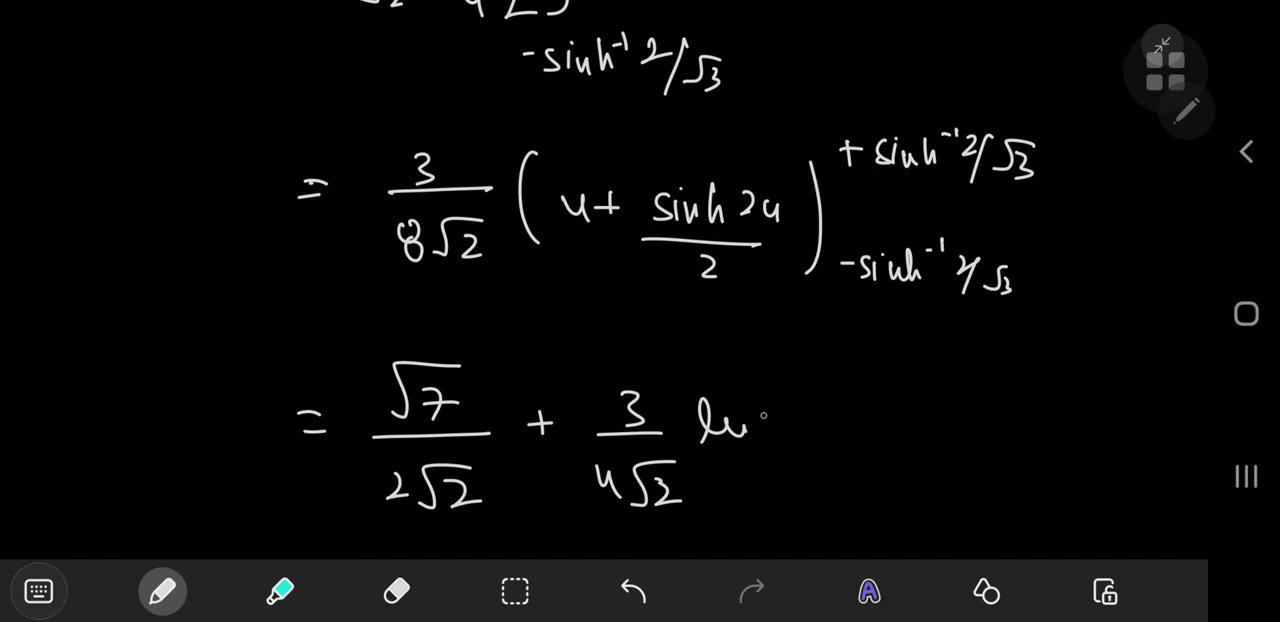 -sinh⁻¹ 2/√3
= 3/(8√2) ( u + sinh 2u / 2 ) +sinh⁻¹ 2/√3 -sinh⁻¹ 2/√3
= √7/(2√2) + 3/(4√2) ln